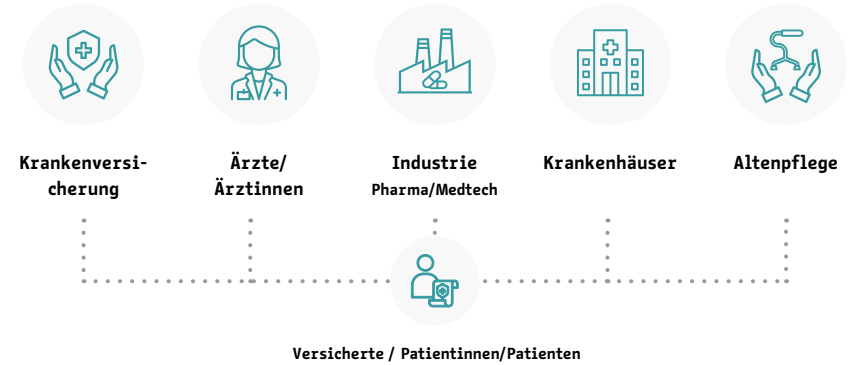 Krankenversi-
cherung
Ärzte/
Ärztinnen
Industrie
Pharma/Medtech
Krankenhäuser
Altenpflege
Versicherte / Patientinnen/Patienten